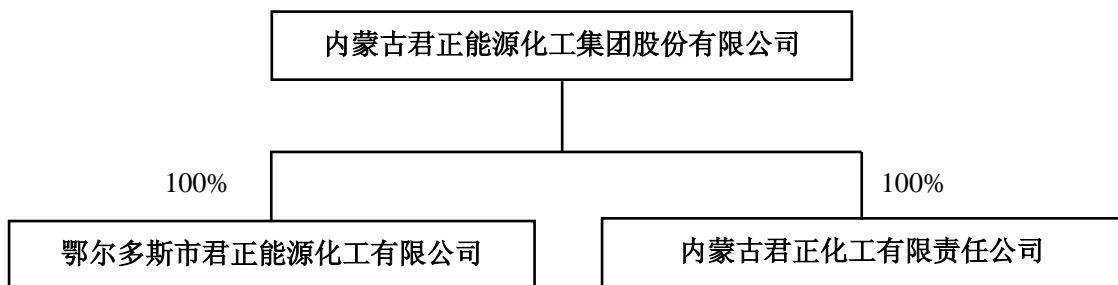 内蒙古君正能源化工集团股份有限公司
100%
100%
鄂尔多斯市君正能源化工有限公司
内蒙古君正化工有限责任公司